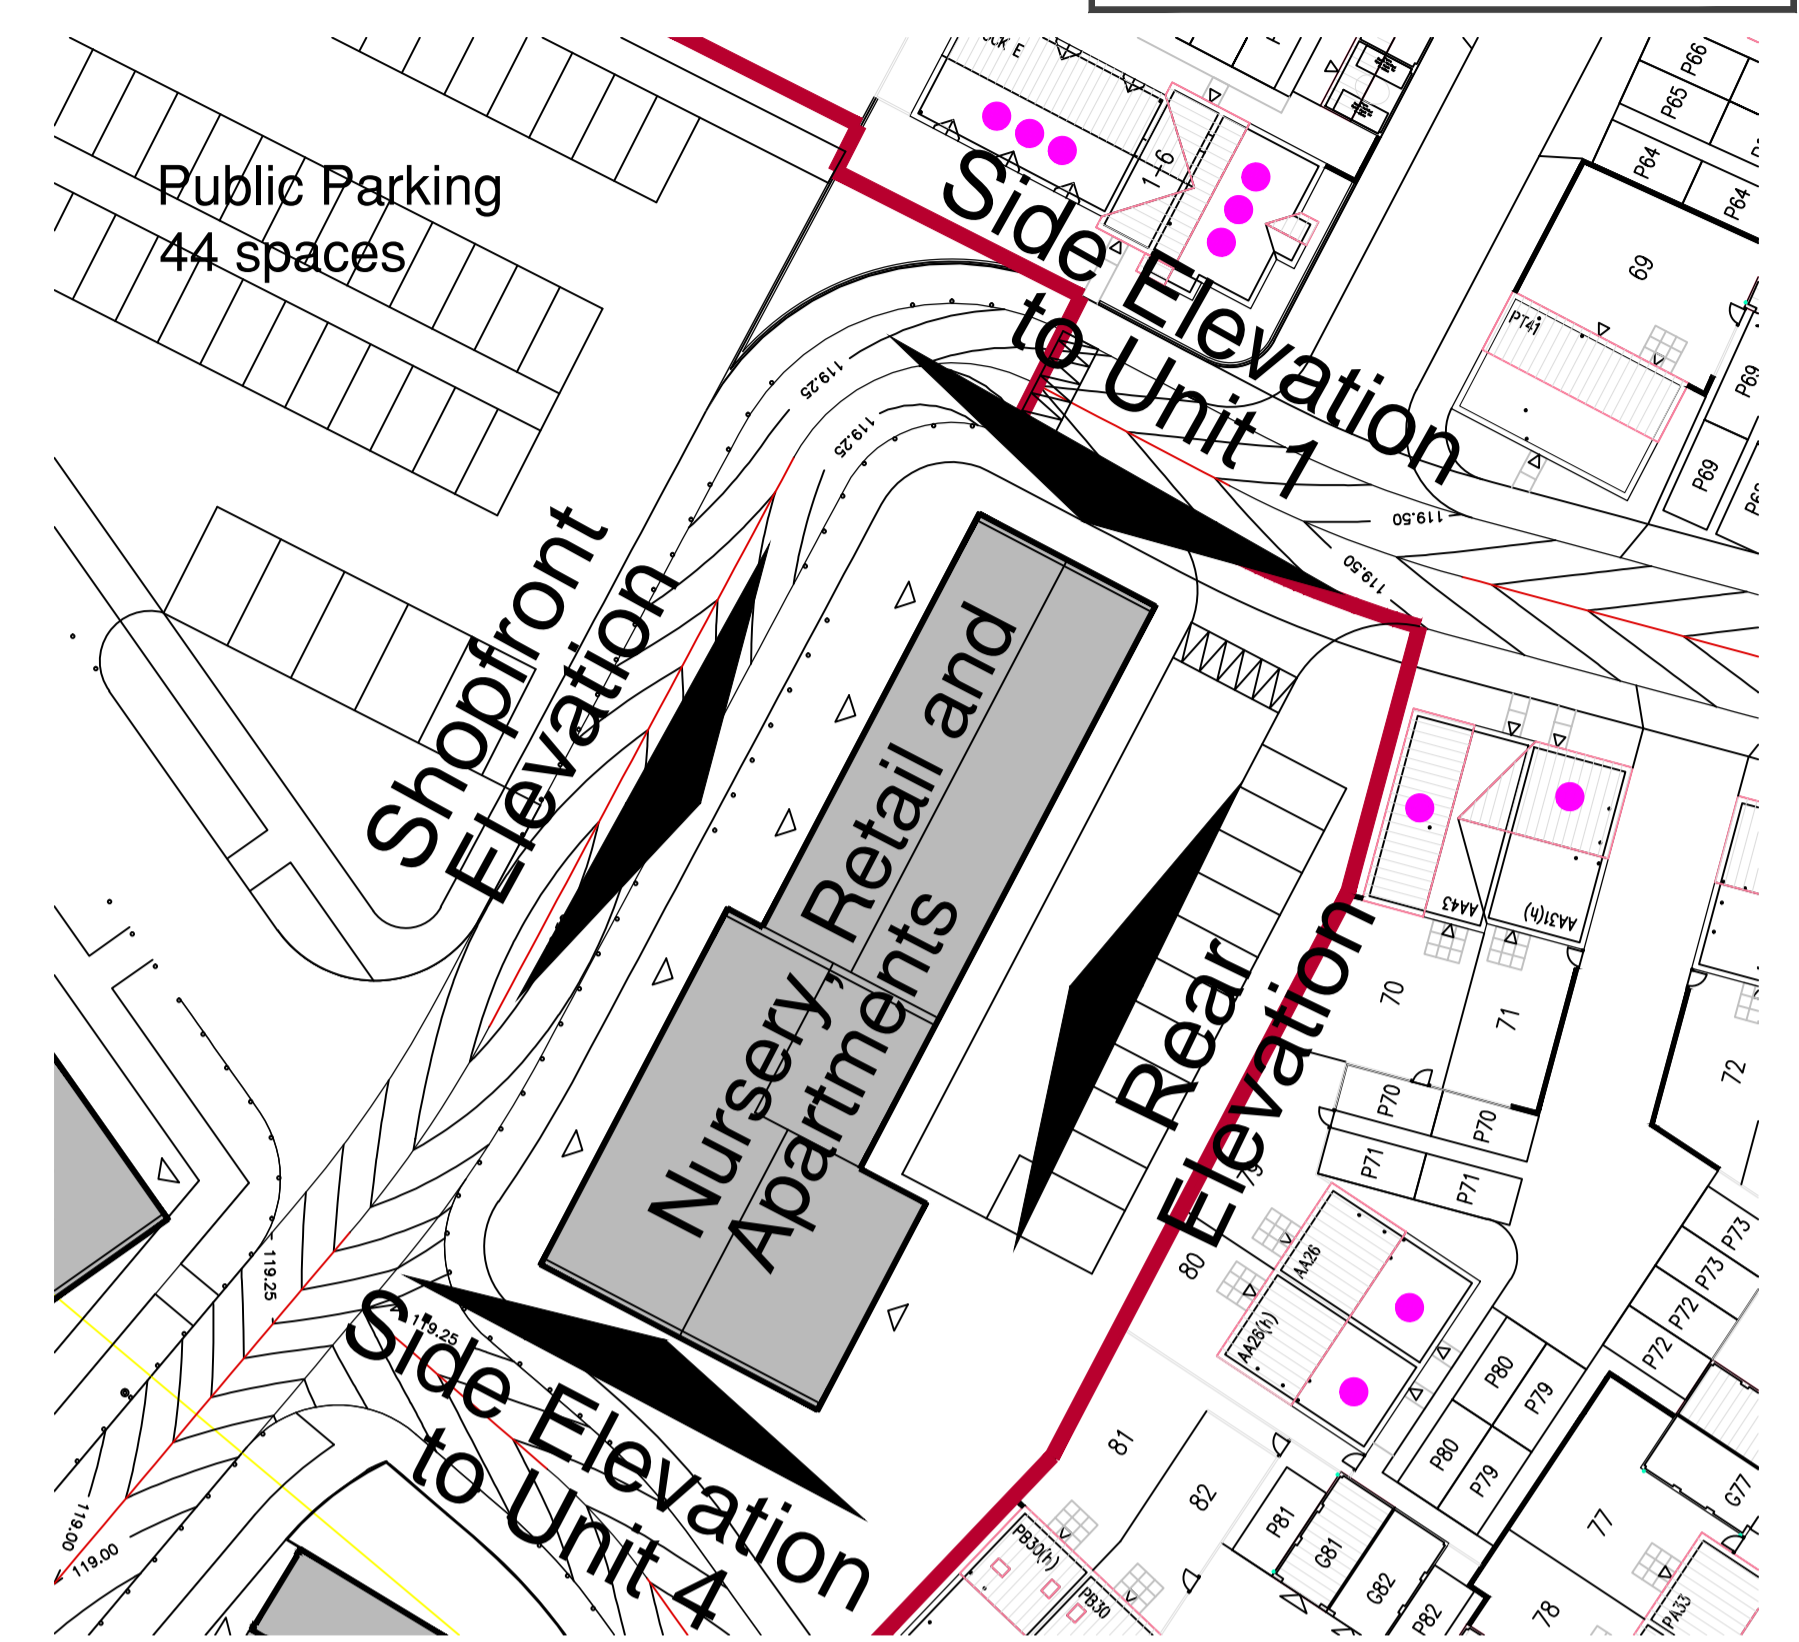 Public Parking
44 spaces
CK E
1-6
Side Elevation
to Unit 1
P66
P65
P64
P64
69
PT41
P69
P69
119.25
119.25
119.50
119.50
Shopfront
Elevation
Nursery, Retail and
Apartments
Rear
Elevation
AA43
AA31(h)
70
71
72
P70
P70
P71
P71
79
80
AA26
AA26(h)
P73
P73
P72
P72
P80
P79
P80
P79
81
82
P81
G81
G82
P82
77
G77
78
PA33
PB30(h)
PB30
119.25
119.25
Side Elevation
to Unit 4
119.00
119.00